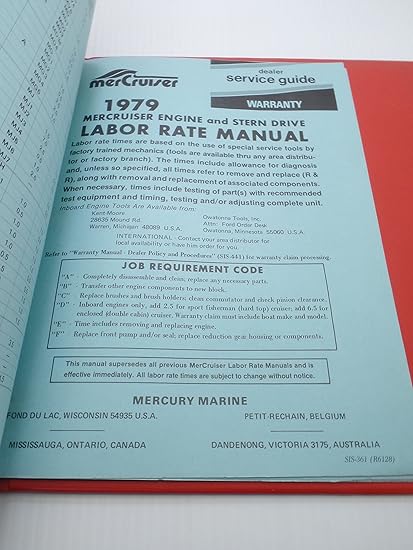 merCruiser
dealer
service guide
WARRANTY
1979
MERCRUISER ENGINE and STERN DRIVE
LABOR RATE MANUAL
Labor rate times are based on the use of special service tools by
factory trained mechanics (tools are available thru any area distribu-
tor or factory branch). The times include allowance for diagnosis
and, unless so specified, all times refer to remove and replace (R &
R), along with removal and replacement of associated components.
When necessary, times include testing of part(s) with recommended
test equipment and timing, testing and/or adjusting complete unit.
Inboard Engine Tools Are Available from:
Kent-Moore
28635 Mound Rd.
Warren, Michigan 48089 U.S.A.
Owatonna Tools, Inc.
Attn: Ford Order Desk
Owatonna, Minnesota 55060 U.S.A.
INTERNATIONAL - Contact your area distributor for
local availability or have him order for you.
Refer to "Warranty Manual - Dealer Policy and Procedures" (SIS-441) for warranty claim processing.
JOB REQUIREMENT CODE
"A" - Completely disassemble and clean; replace any necessary parts.
"B" - Transfer other engine components to new block.
"C" - Replace brushes and brush holders; clean commutator and check pinion clearance.
"D" - Inboard engines only, add 2.5 for sport fisherman (hard top) cruiser; add 6.5 for
enclosed (double cabin) cruiser. Warranty claim must include boat make and model.
"E" - Time includes removing and replacing engine.
"F" - Replace front pump and/or seal; replace reduction gear housing or components.
This manual supersedes all previous MerCruiser Labor Rate Manuals and is
effective immediately. All labor rate times are subject to change without notice.
MERCURY MARINE
FOND DU LAC, WISCONSIN 54935 U.S.A.
PETIT-RECHAIN, BELGIUM
MISSISSAUGA, ONTARIO, CANADA
DANDENONG, VICTORIA 3175, AUSTRALIA
SIS-361 (R6128)